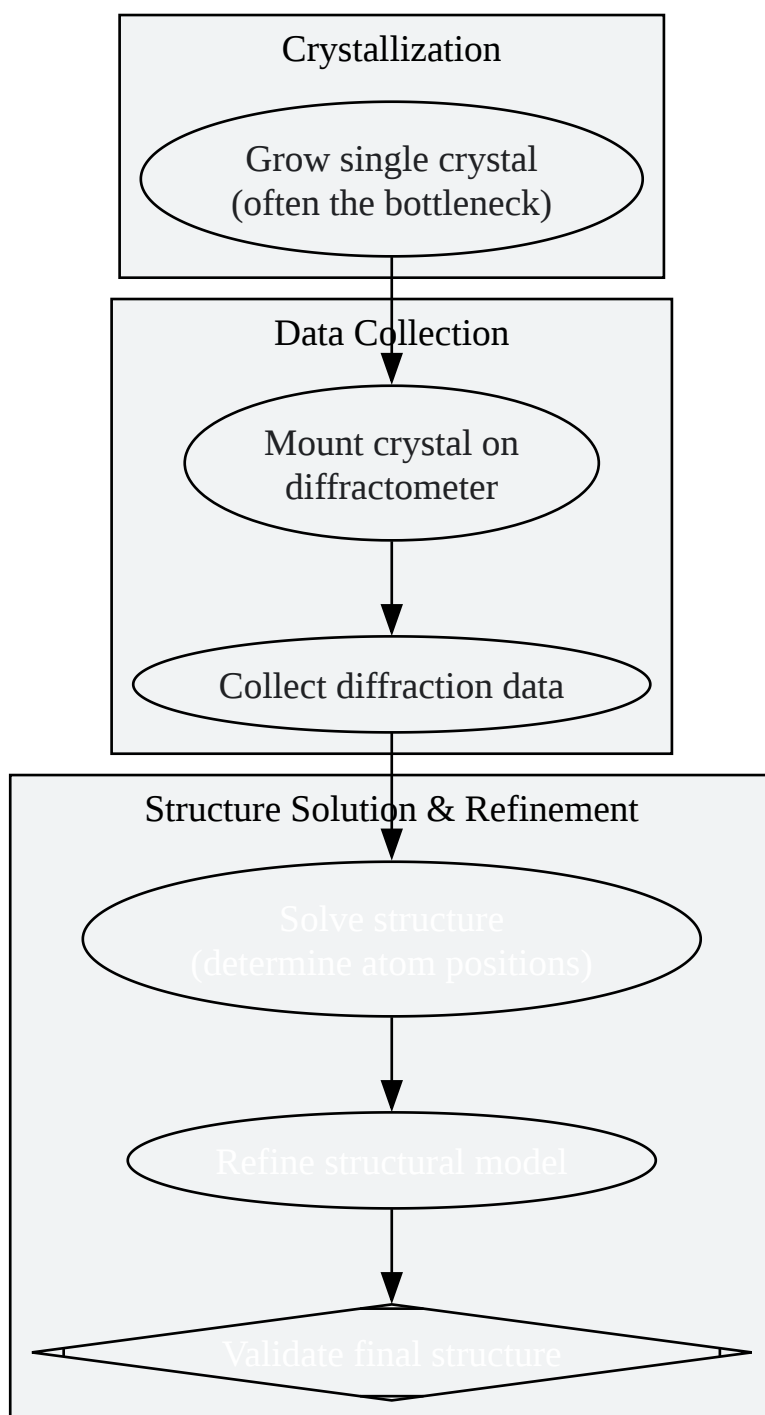 Crystallization
Grow single crystal
(often the bottleneck)
Data Collection
Mount crystal on
diffractometer
Collect diffraction data
Structure Solution & Refinement
Solve structure
(determine atom positions)
Refine structural model
Validate final structure